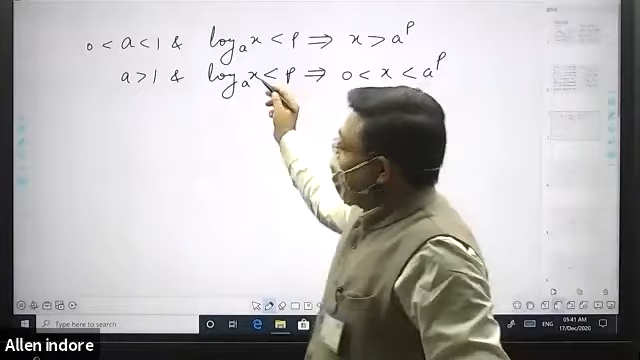 0 < a < 1 & log_a x < p ⇒ x > a^p
a > 1 & log_a x < p ⇒ 0 < x < a^p
Type here to search
ENG
05:41 AM
17/Dec/2020
Allen indore